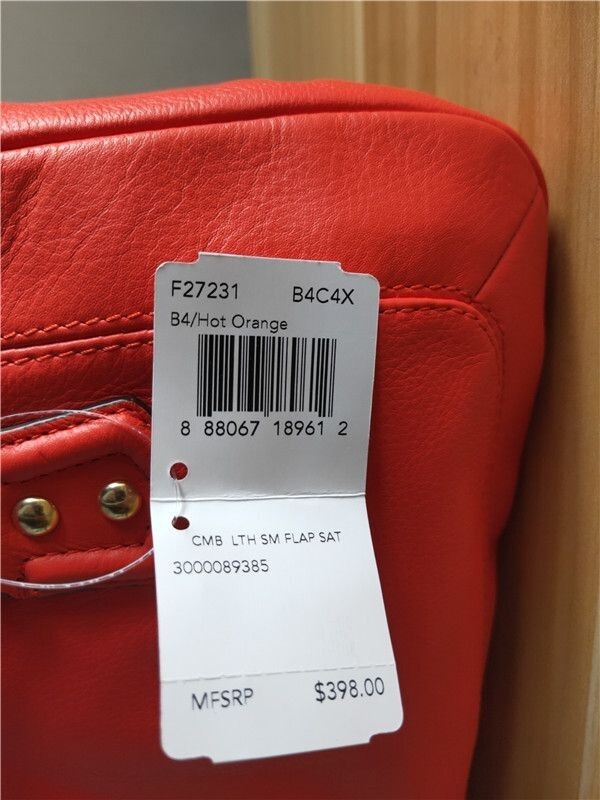 F27231 B4C4X
B4/Hot Orange
8 88067 18961 2
CMB LTH SM FLAP SAT
3000089385
MFSRP $398.00